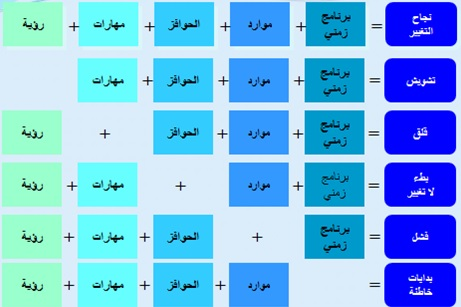 رؤية + مهارات + الحوافز + موارد + برنامج زمني = نجاح التغيير
مهارات + الحوافز + موارد + برنامج زمني = تشويش
رؤية + الحوافز + موارد + برنامج زمني = قلق
رؤية + مهارات + موارد + برنامج زمني = بطء لا تغيير
رؤية + مهارات + الحوافز + برنامج زمني = فشل
رؤية + مهارات + الحوافز + موارد = بدايات خاطئة